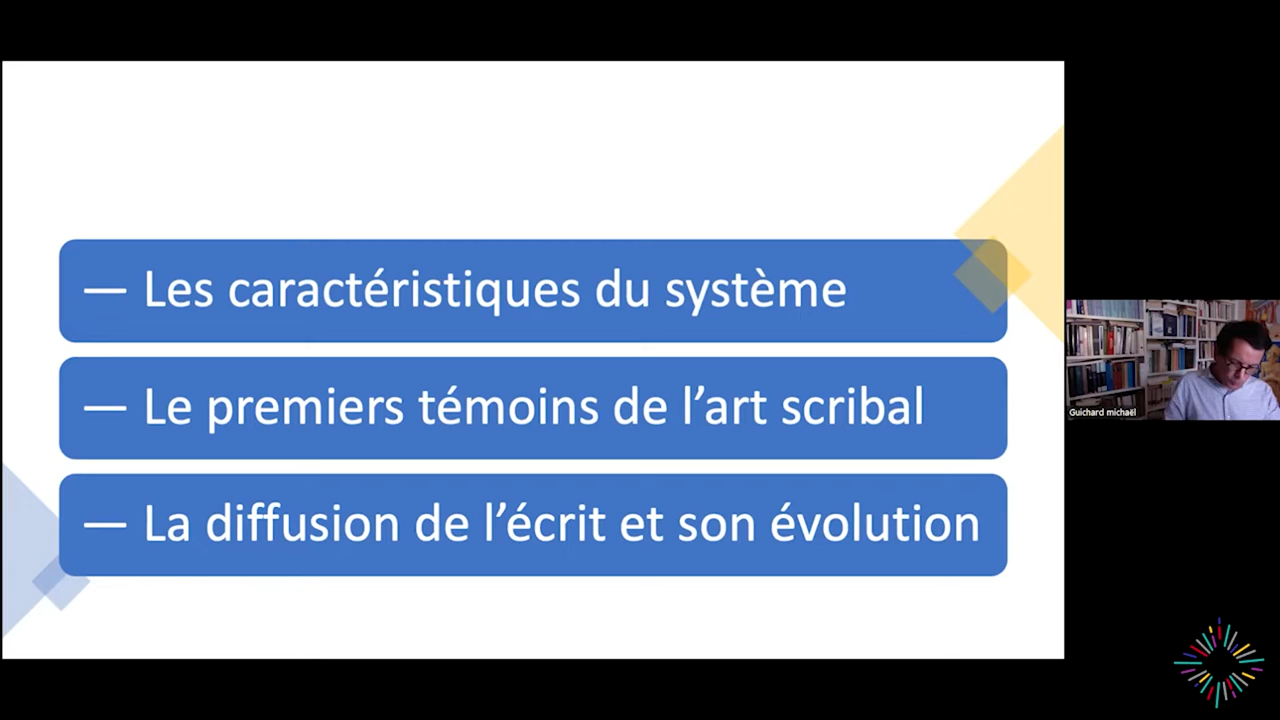 — Les caractéristiques du système
— Le premiers témoins de l’art scribal
— La diffusion de l’écrit et son évolution
Guichard michaël